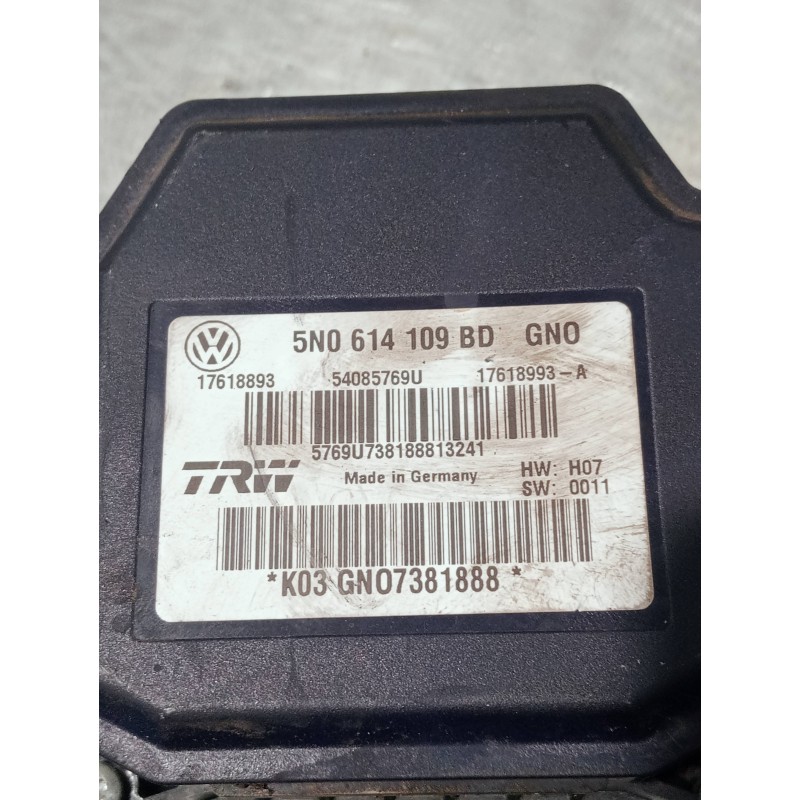 5N0 614 109 BD GNO
17618893 54085769U 17618993-A
5769U738188813241
TRW Made in Germany HW: H07
SW: 0011
*K03 GNO7381888*